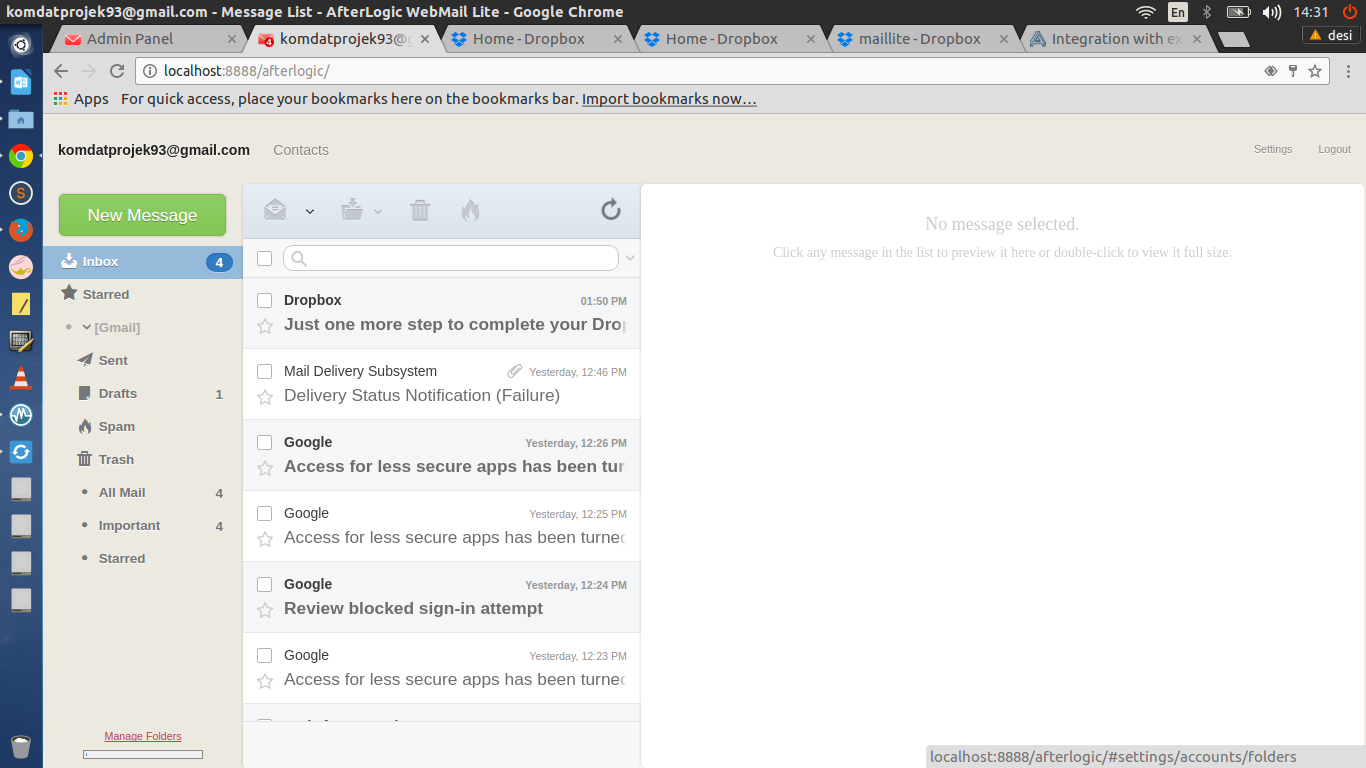 komdatprojek93@gmail.com - Message List - AfterLogic WebMail Lite - Google Chrome
En
14:31
Admin Panel
komdatprojek93@g
Home - Dropbox
Home - Dropbox
maillite - Dropbox
Integration with ex
desi
localhost:8888/afterlogic/
Apps
For quick access, place your bookmarks here on the bookmarks bar. Import bookmarks now…
komdatprojek93@gmail.com
Contacts
Settings
Logout
New Message
Inbox 4
Starred
[Gmail]
Sent
Drafts 1
Spam
Trash
All Mail 4
Important 4
Starred
Manage Folders
Dropbox 01:50 PM
Just one more step to complete your Drop
Mail Delivery Subsystem Yesterday, 12:46 PM
Delivery Status Notification (Failure)
Google Yesterday, 12:26 PM
Access for less secure apps has been tur
Google Yesterday, 12:25 PM
Access for less secure apps has been turned
Google Yesterday, 12:24 PM
Review blocked sign-in attempt
Google Yesterday, 12:23 PM
Access for less secure apps has been turned
No message selected.
Click any message in the list to preview it here or double-click to view it full size.
localhost:8888/afterlogic/#settings/accounts/folders